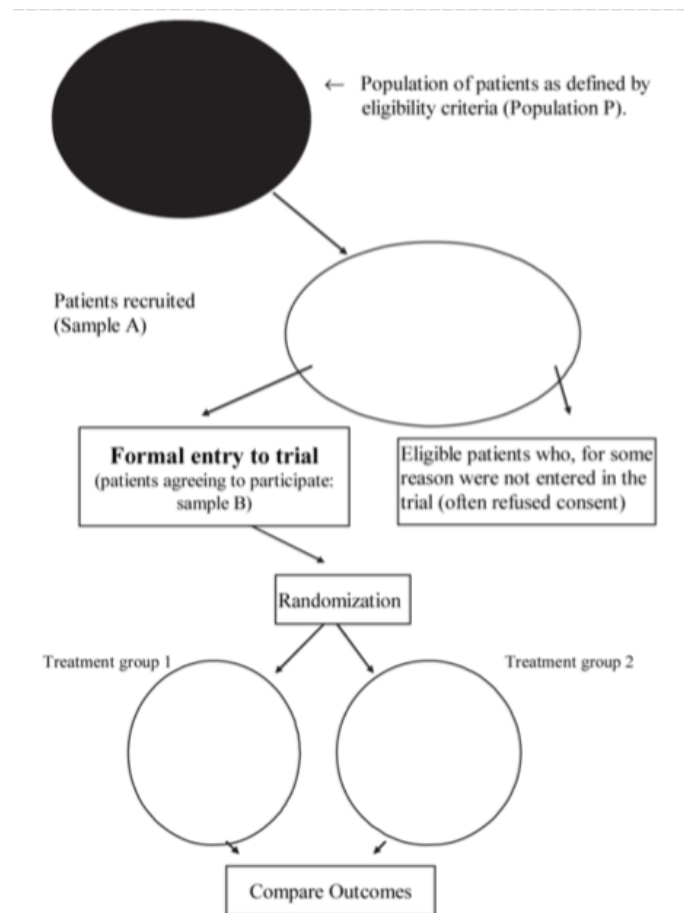 ← Population of patients as defined by
eligibility criteria (Population P).
Patients recruited
(Sample A)
Formal entry to trial
(patients agreeing to participate:
sample B)
Eligible patients who, for some
reason were not entered in the
trial (often refused consent)
Randomization
Treatment group 1
Treatment group 2
Compare Outcomes